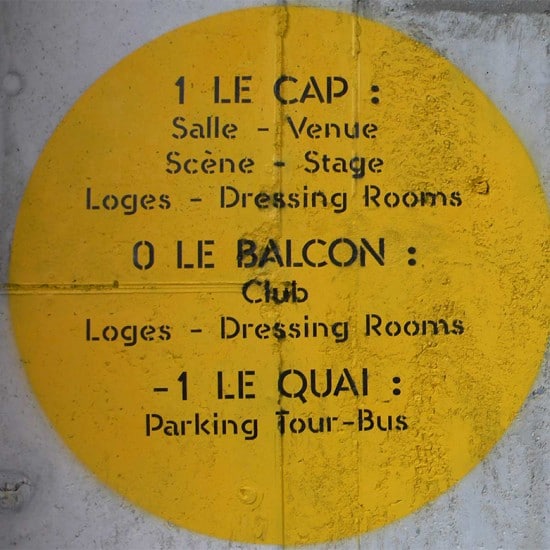 1 LE CAP :
Salle - Venue
Scène - Stage
Loges - Dressing Rooms
0 LE BALCON :
Club
Loges - Dressing Rooms
-1 LE QUAI :
Parking Tour-Bus